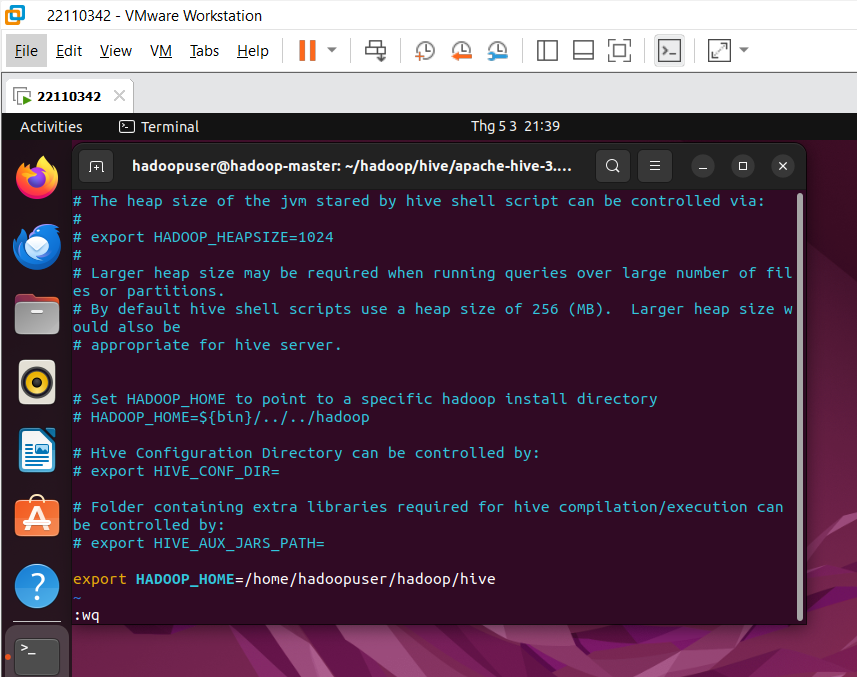 22110342 - VMware Workstation
File Edit View VM Tabs Help
22110342
Activities Terminal Thg 5 3 21:39
hadoopuser@hadoop-master: ~/hadoop/hive/apache-hive-3....
# The heap size of the jvm stared by hive shell script can be controlled via:
#
# export HADOOP_HEAPSIZE=1024
#
# Larger heap size may be required when running queries over large number of fil
es or partitions.
# By default hive shell scripts use a heap size of 256 (MB).  Larger heap size w
ould also be
# appropriate for hive server.
# Set HADOOP_HOME to point to a specific hadoop install directory
# HADOOP_HOME=${bin}/../../hadoop
# Hive Configuration Directory can be controlled by:
# export HIVE_CONF_DIR=
# Folder containing extra libraries required for hive compilation/execution can
be controlled by:
# export HIVE_AUX_JARS_PATH=
export HADOOP_HOME=/home/hadoopuser/hadoop/hive
~
:wq